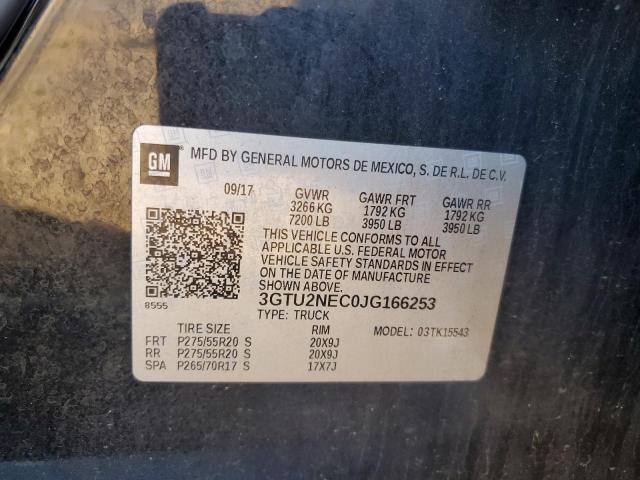 GM
MFD BY GENERAL MOTORS DE MEXICO, S. DE R.L. DE C.V.
09/17 GVWR GAWR FRT GAWR RR
3266 KG 1792 KG 1792 KG
7200 LB 3950 LB 3950 LB
THIS VEHICLE CONFORMS TO ALL
APPLICABLE U.S. FEDERAL MOTOR
VEHICLE SAFETY STANDARDS IN EFFECT
ON THE DATE OF MANUFACTURE
SHOWN ABOVE.
8555 3GTU2NEC0JG166253
TYPE: TRUCK
TIRE SIZE RIM MODEL: 03TK15543
FRT P275/55R20 S 20X9J
RR P275/55R20 S 20X9J
SPA P265/70R17 S 17X7J